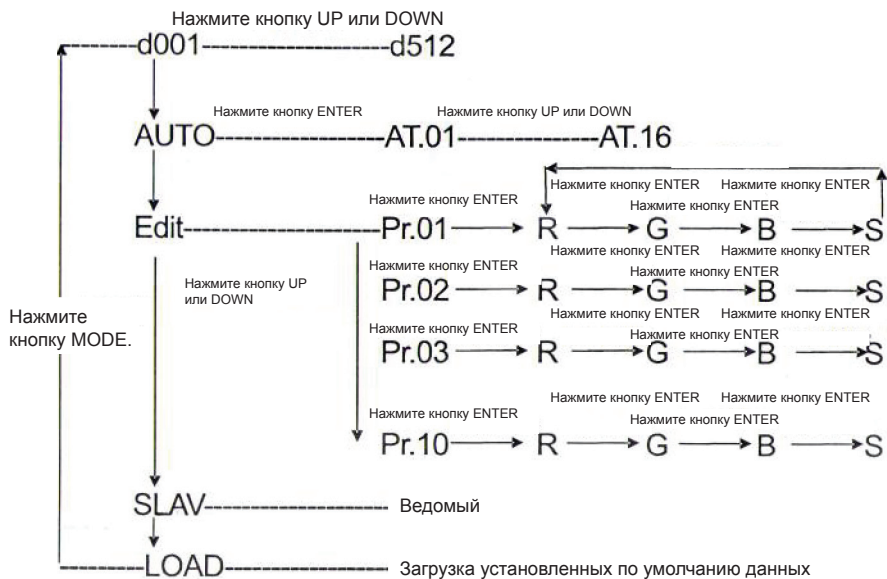 Нажмите кнопку UP или DOWN
d001 d512
Нажмите кнопку ENTER Нажмите кнопку UP или DOWN
AUTO AT.01 AT.16
Нажмите кнопку ENTER Нажмите кнопку ENTER Нажмите кнопку ENTER
Нажмите кнопку ENTER
Edit Pr.01 R G B S
Нажмите кнопку ENTER Нажмите кнопку ENTER Нажмите кнопку ENTER
Нажмите кнопку UP
или DOWN
Нажмите кнопку ENTER
Pr.02 R G B S
Нажмите кнопку ENTER Нажмите кнопку ENTER Нажмите кнопку ENTER
Нажмите
кнопку MODE.
Нажмите кнопку ENTER
Pr.03 R G B S
Нажмите кнопку ENTER Нажмите кнопку ENTER Нажмите кнопку ENTER
Нажмите кнопку ENTER
Pr.10 R G B S
SLAV Ведомый
LOAD Загрузка установленных по умолчанию данных